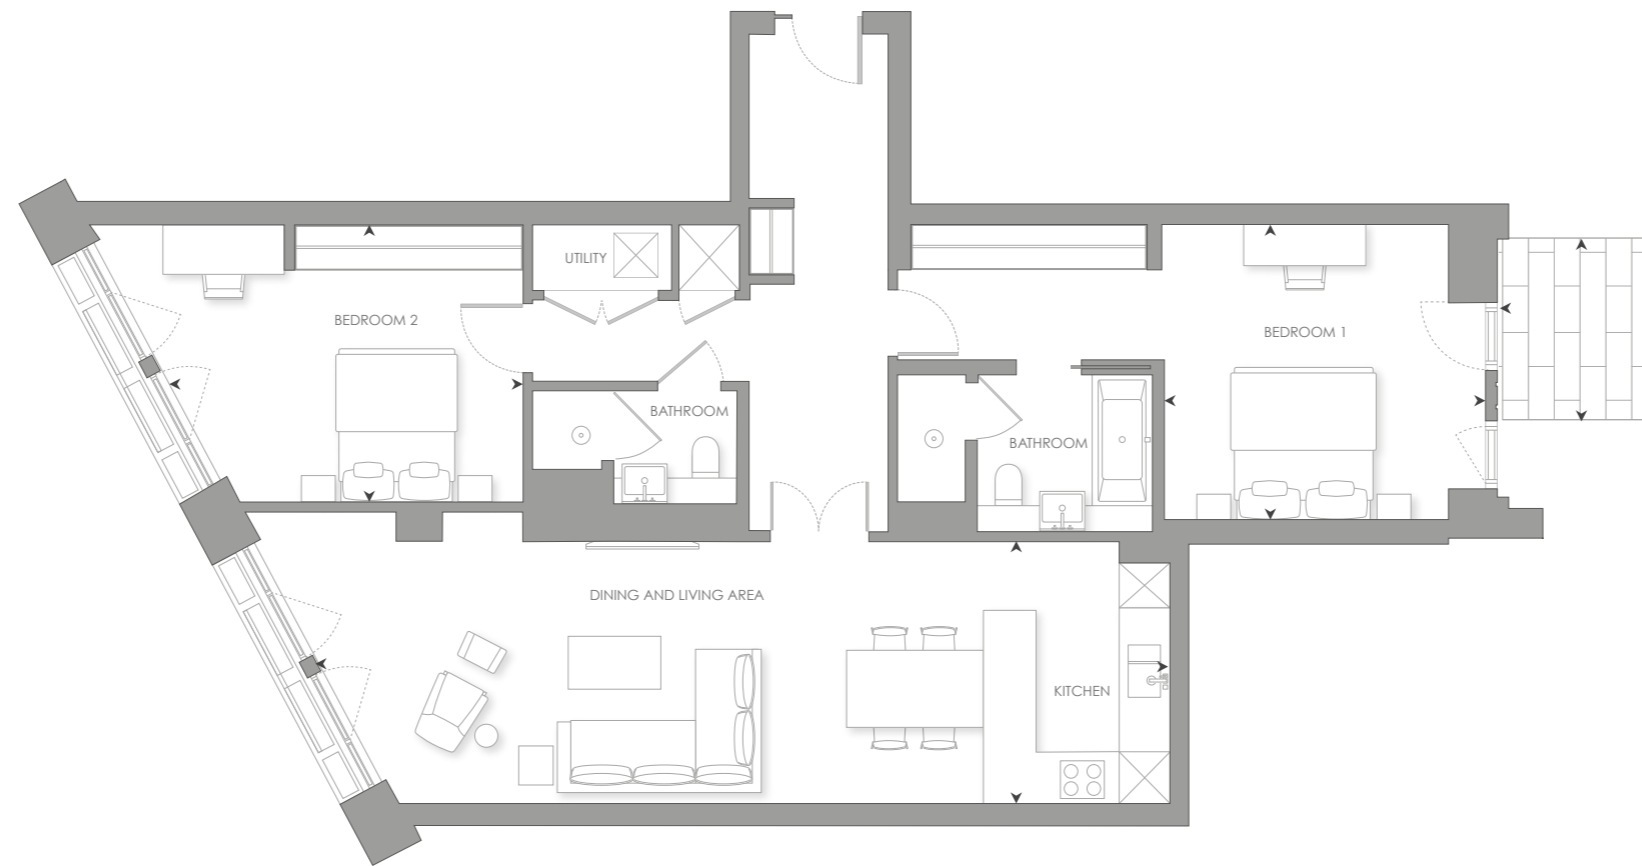 UTILITY
BEDROOM 2
BEDROOM 1
BATHROOM
BATHROOM
DINING AND LIVING AREA
KITCHEN